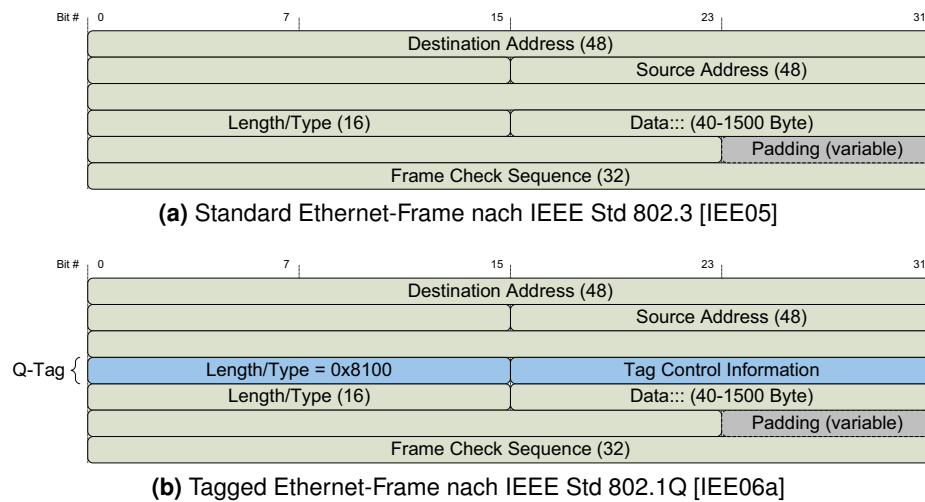 Bit # 0 7 15 23 31
Destination Address (48)
Source Address (48)
Length/Type (16) Data::: (40-1500 Byte)
Padding (variable)
Frame Check Sequence (32)
(a) Standard Ethernet-Frame nach IEEE Std 802.3 [IEE05]
Bit # 0 7 15 23 31
Destination Address (48)
Source Address (48)
Q-Tag { Length/Type = 0x8100 Tag Control Information
Length/Type (16) Data::: (40-1500 Byte)
Padding (variable)
Frame Check Sequence (32)
(b) Tagged Ethernet-Frame nach IEEE Std 802.1Q [IEE06a]